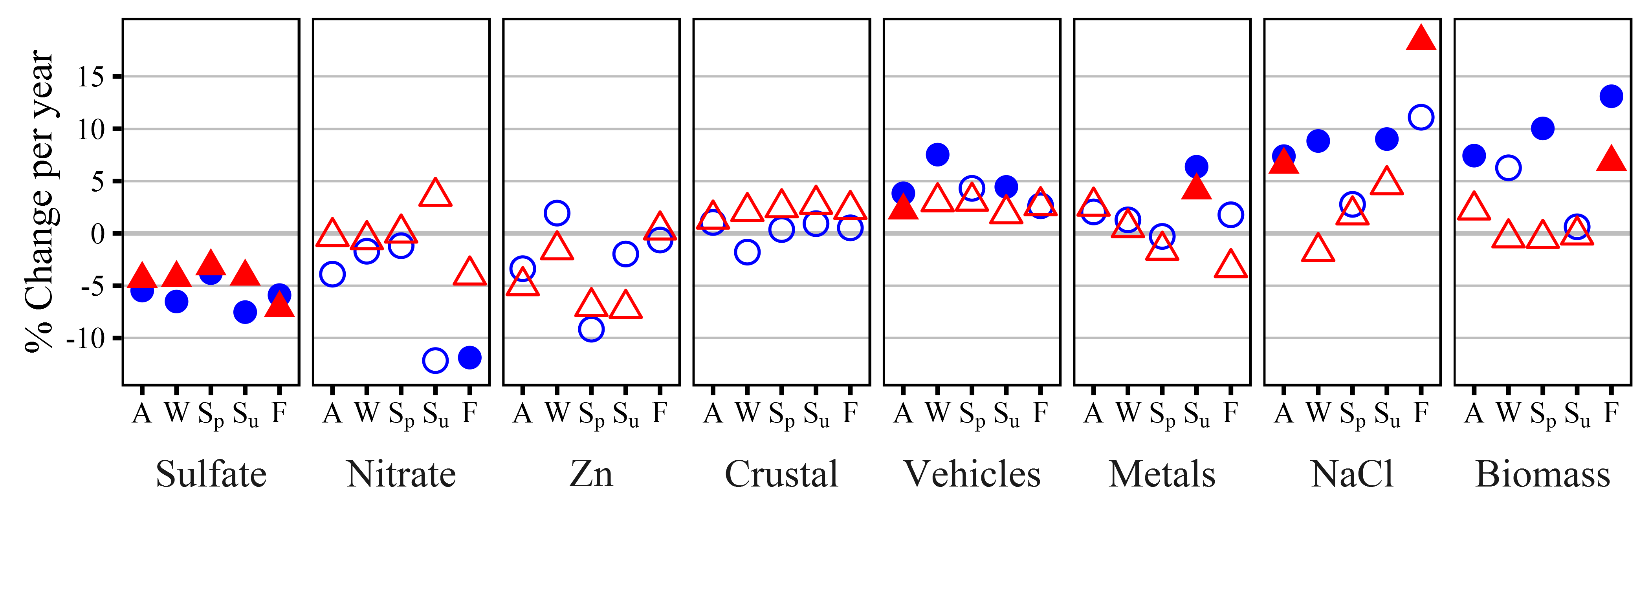 % Change per year
15
10
5
0
-5
-10
A W Sp Su F A W Sp Su F A W Sp Su F A W Sp Su F A W Sp Su F A W Sp Su F A W Sp Su F A W Sp Su F
Sulfate Nitrate Zn Crustal Vehicles Metals NaCl Biomass